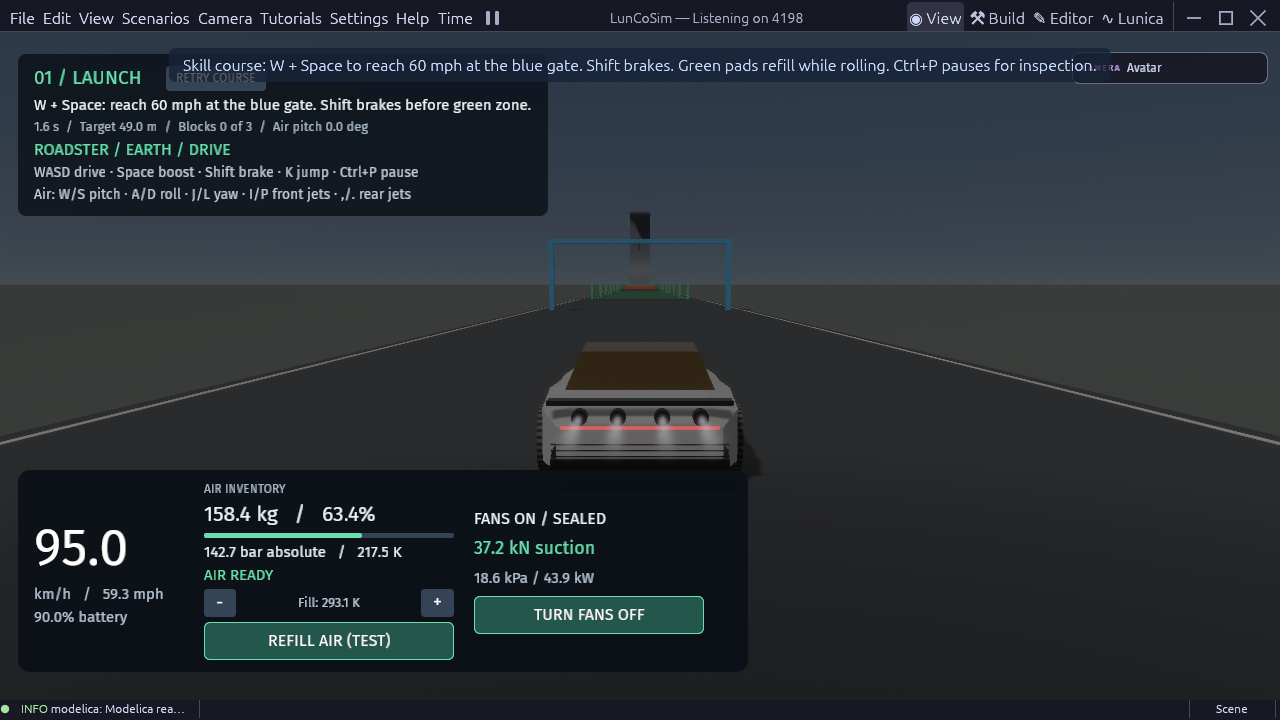 File Edit View Scenarios Camera Tutorials Settings Help Time
LunCoSim — Listening on 4198
View Build Editor Lunica
Skill course: W + Space to reach 60 mph at the blue gate. Shift brakes. Green pads refill while rolling. Ctrl+P pauses for inspection.
Avatar
01 / LAUNCH
RETRY COURSE
W + Space: reach 60 mph at the blue gate. Shift brakes before green zone.
1.6 s / Target 49.0 m / Blocks 0 of 3 / Air pitch 0.0 deg
ROADSTER / EARTH / DRIVE
WASD drive · Space boost · Shift brake · K jump · Ctrl+P pause
Air: W/S pitch · A/D roll · J/L yaw · I/P front jets · ,/. rear jets
95.0
km/h / 59.3 mph
90.0% battery
AIR INVENTORY
158.4 kg / 63.4%
142.7 bar absolute / 217.5 K
AIR READY
- Fill: 293.1 K +
REFILL AIR (TEST)
FANS ON / SEALED
37.2 kN suction
18.6 kPa / 43.9 kW
TURN FANS OFF
INFO modelica: Modelica rea...
Scene